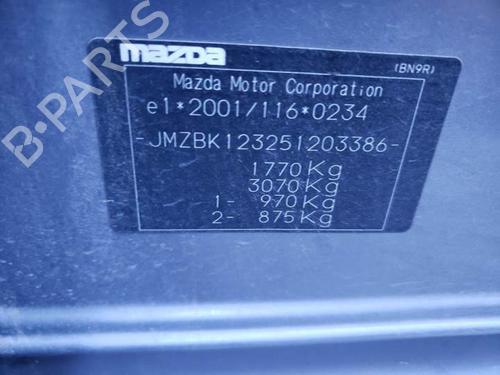 mazda
(BN9R)
Mazda Motor Corporation
e1*2001/116*0234
-JMZBK123251203386-
1770Kg
3070Kg
1- 970Kg
2- 875Kg
B-PARTS